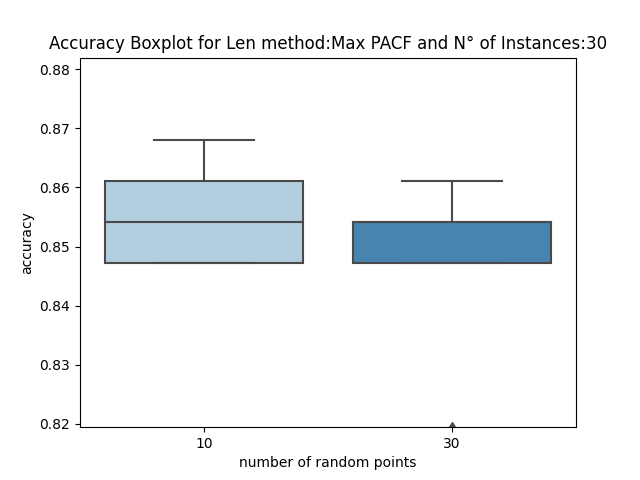 Accuracy Boxplot for Len method:Max PACF and N° of Instances:30
0.88
0.87
0.86
0.85
0.84
0.83
0.82
accuracy
10 30
number of random points